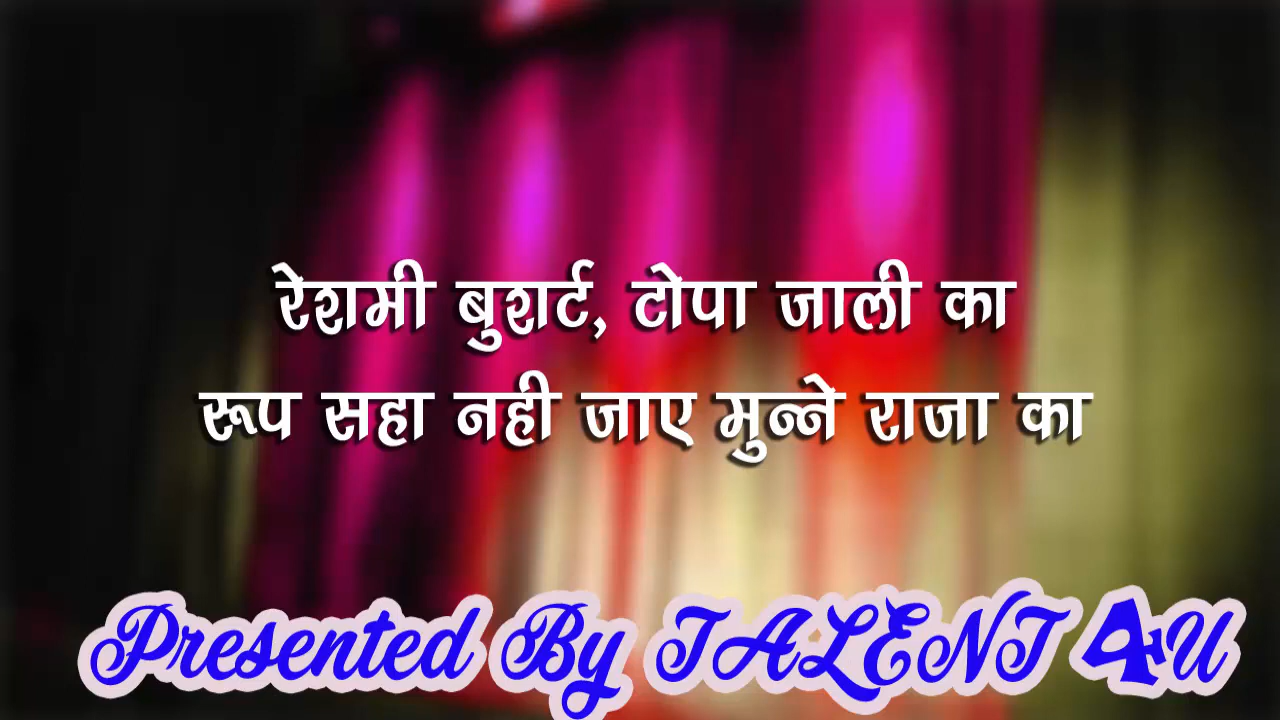 रेशमी बुशर्ट, टोपा जाली का
रूप सहा नही जाए मुन्ने राजा का
Presented By TALENT 4U